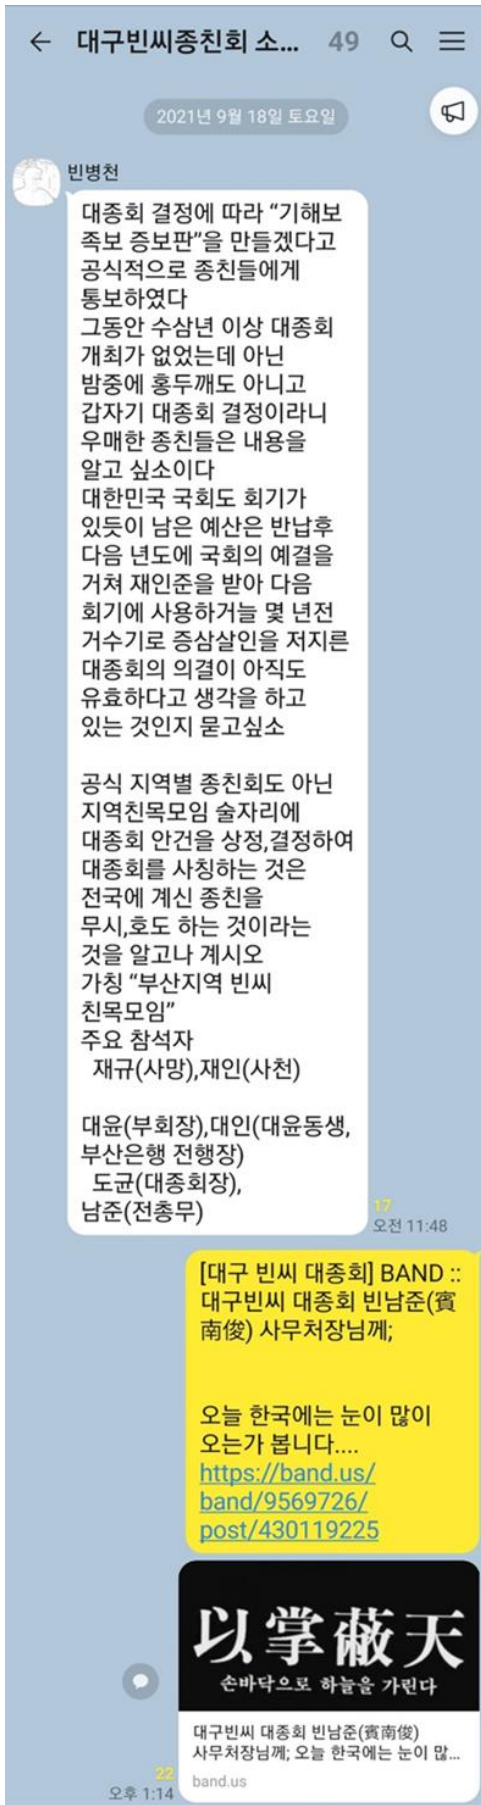 ← 대구빈씨종친회 소... 49
2021년 9월 18일 토요일
빈병천
대종회 결정에 따라 “기해보
족보 증보판”을 만들겠다고
공식적으로 종친들에게
통보하였다
그동안 수삼년 이상 대종회
개최가 없었는데 아닌
밤중에 홍두깨도 아니고
갑자기 대종회 결정이라니
우매한 종친들은 내용을
알고 싶소이다
대한민국 국회도 회기가
있듯이 남은 예산은 반납후
다음 년도에 국회의 예결을
거쳐 재인준을 받아 다음
회기에 사용하거늘 몇 년전
거수기로 증삼살인을 저지른
대종회의 의결이 아직도
유효하다고 생각을 하고
있는 것인지 묻고싶소
공식 지역별 종친회도 아닌
지역친목모임 술자리에
대종회 안건을 상정,결정하여
대종회를 사칭하는 것은
전국에 계신 종친을
무시,호도 하는 것이라는
것을 알고나 계시오
가칭 “부산지역 빈씨
친목모임”
주요 참석자
재규(사망),재인(사천)
대윤(부회장),대인(대윤동생,
부산은행 전행장)
도균(대종회장),
남준(전총무)
17
오전 11:48
[대구 빈씨 대종회] BAND ::
대구빈씨 대종회 빈남준(賓
南俊) 사무처장님께;
오늘 한국에는 눈이 많이
오는가 봅니다....
https://band.us/
band/9569726/
post/430119225
以掌蔽天
손바닥으로 하늘을 가린다
대구빈씨 대종회 빈남준(賓南俊)
사무처장님께; 오늘 한국에는 눈이 많...
band.us
22
오후 1:14